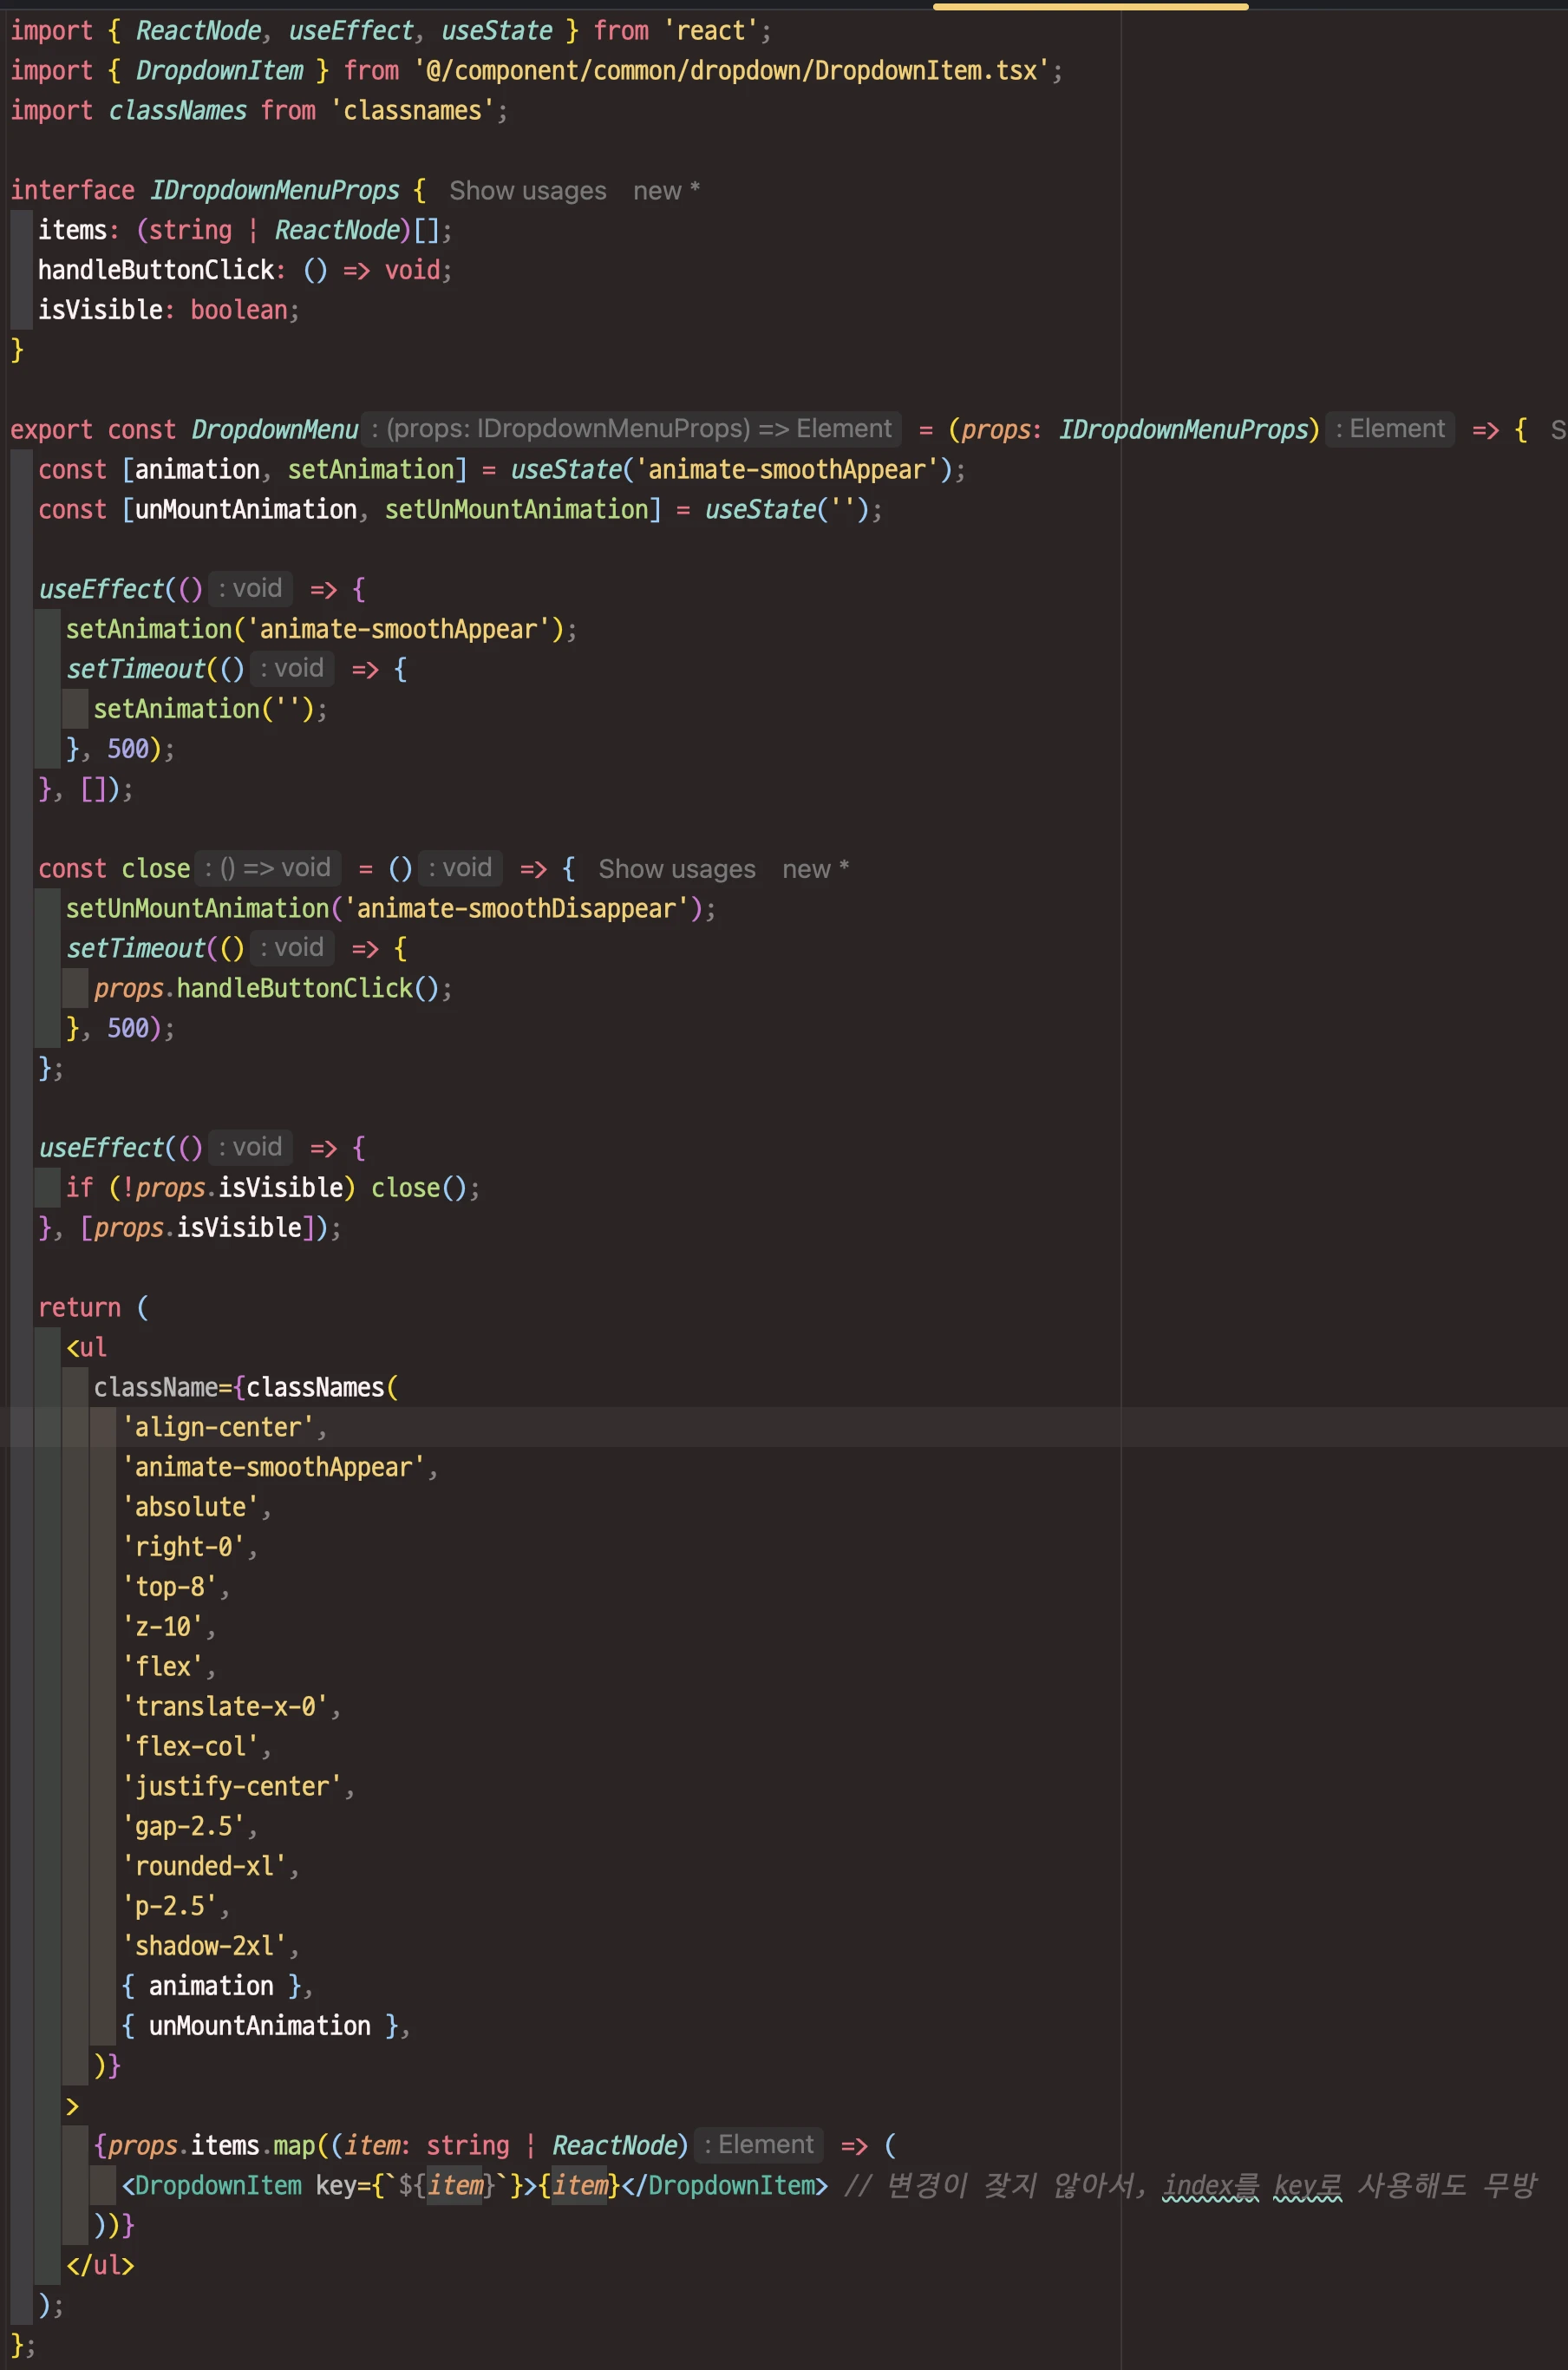 import { ReactNode, useEffect, useState } from 'react';
import { DropdownItem } from '@/component/common/dropdown/DropdownItem.tsx';
import classNames from 'classnames';
interface IDropdownMenuProps { Show usages new *
items: (string | ReactNode)[];
handleButtonClick: () => void;
isVisible: boolean;
}
export const DropdownMenu : (props: IDropdownMenuProps) => Element = (props: IDropdownMenuProps) : Element => { S
const [animation, setAnimation] = useState('animate-smoothAppear');
const [unMountAnimation, setUnMountAnimation] = useState('');
useEffect(() : void => {
setAnimation('animate-smoothAppear');
setTimeout(() : void => {
setAnimation('');
}, 500);
}, []);
const close : () => void = () : void => { Show usages new *
setUnMountAnimation('animate-smoothDisappear');
setTimeout(() : void => {
props.handleButtonClick();
}, 500);
};
useEffect(() : void => {
if (!props.isVisible) close();
}, [props.isVisible]);
return (
<ul
className={classNames(
'align-center',
'animate-smoothAppear',
'absolute',
'right-0',
'top-8',
'z-10',
'flex',
'translate-x-0',
'flex-col',
'justify-center',
'gap-2.5',
'rounded-xl',
'p-2.5',
'shadow-2xl',
{ animation },
{ unMountAnimation },
)}
>
{props.items.map((item: string | ReactNode) : Element => (
<DropdownItem key={`${item}`}>{item}</DropdownItem> // 변경이 잦지 않아서, index를 key로 사용해도 무방
))}
</ul>
);
};